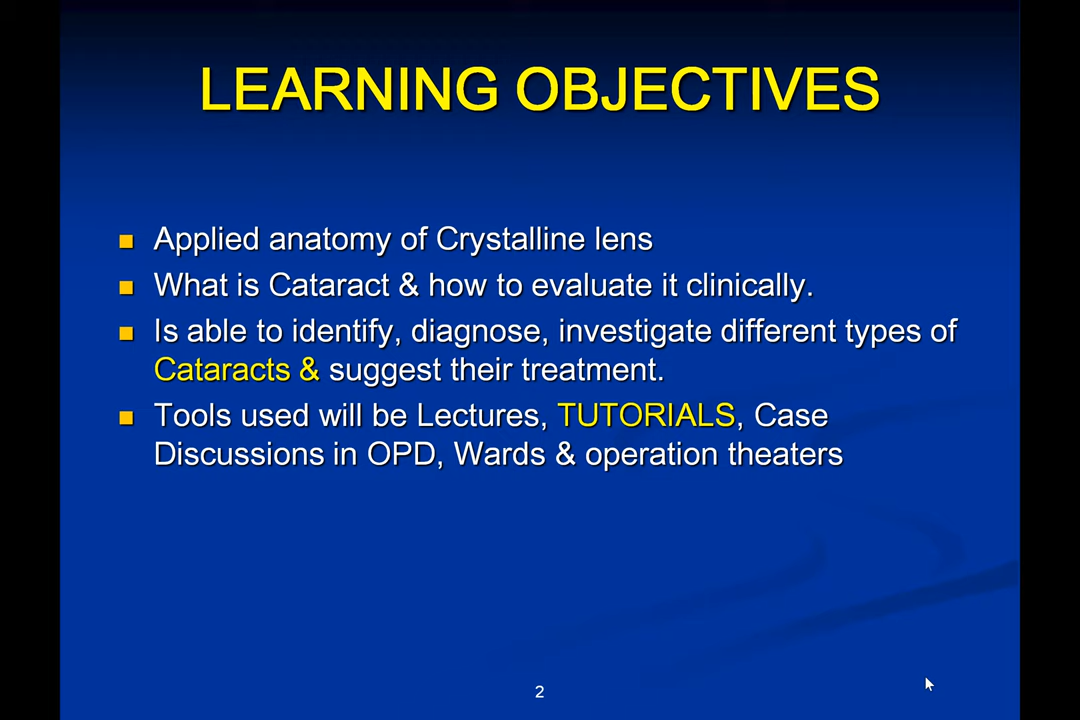 LEARNING OBJECTIVES
Applied anatomy of Crystalline lens
What is Cataract & how to evaluate it clinically.
Is able to identify, diagnose, investigate different types of
Cataracts & suggest their treatment.
Tools used will be Lectures, TUTORIALS, Case
Discussions in OPD, Wards & operation theaters
2